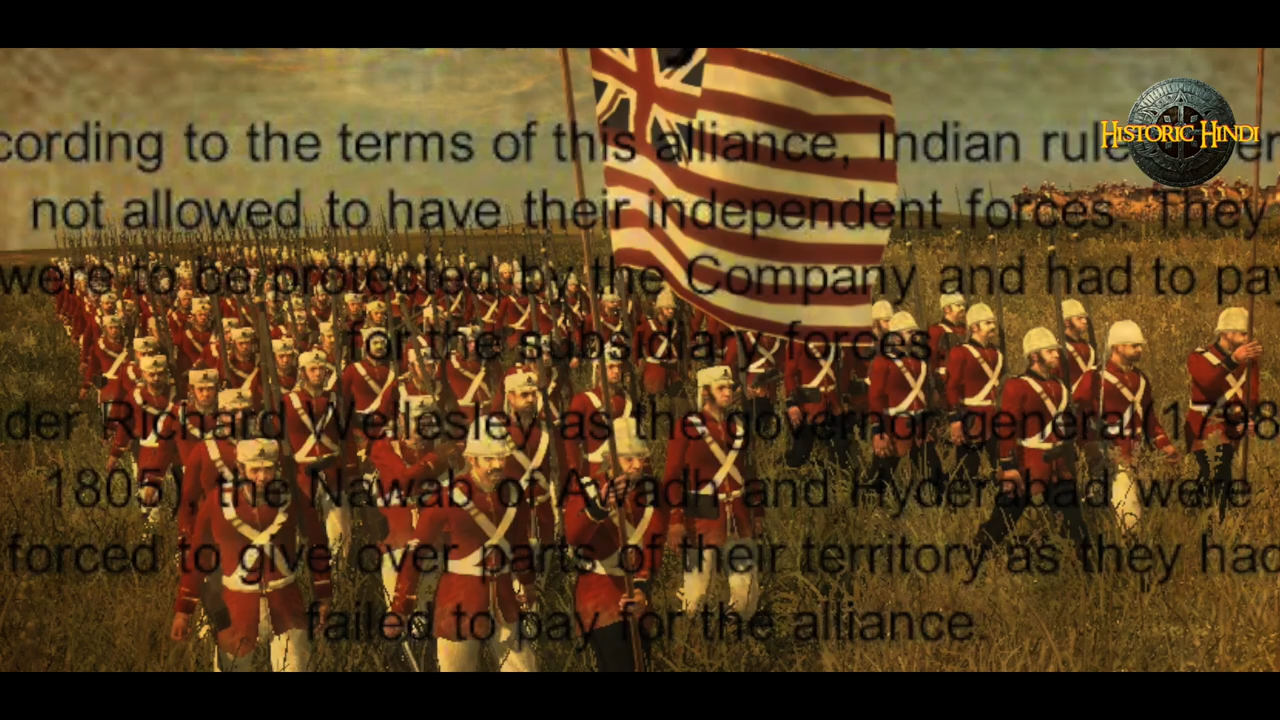 cording to the terms of this alliance, Indian rule er
not allowed to have their independent forces. They
were to be protected by the Company and had to pay
for the subsidiary forces.
der Richard Wellesley as the governor general (1798
1805), the Nawab of Awadh and Hyderabad were
forced to give over parts of their territory as they had
failed to pay for the alliance.
HISTORIC HINDI